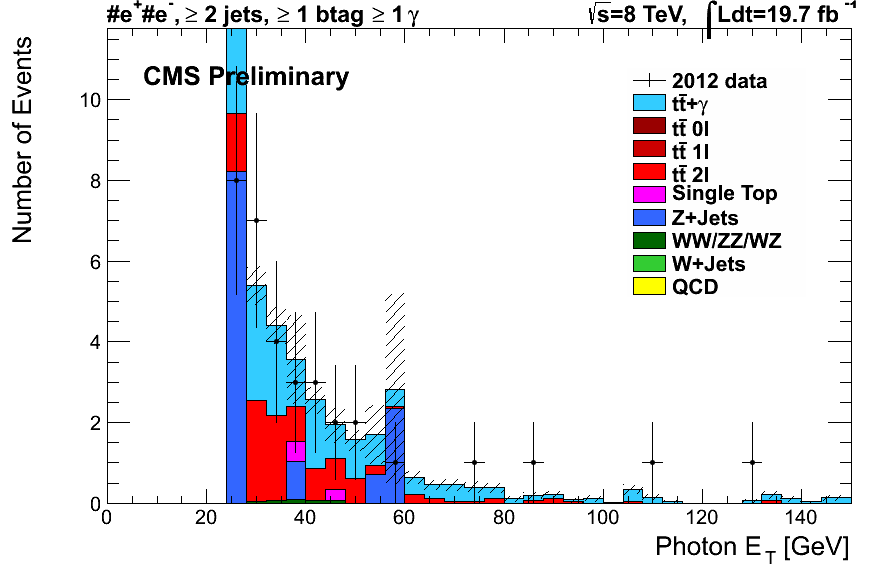 #e⁺#e⁻, ≥ 2 jets, ≥ 1 btag ≥ 1 γ
√s=8 TeV, ∫Ldt=19.7 fb⁻¹
CMS Preliminary
Number of Events
10
8
6
4
2
0
2012 data
tt̄+γ
tt̄ 0l
tt̄ 1l
tt̄ 2l
Single Top
Z+Jets
WW/ZZ/WZ
W+Jets
QCD
0 20 40 60 80 100 120 140
Photon E_T [GeV]